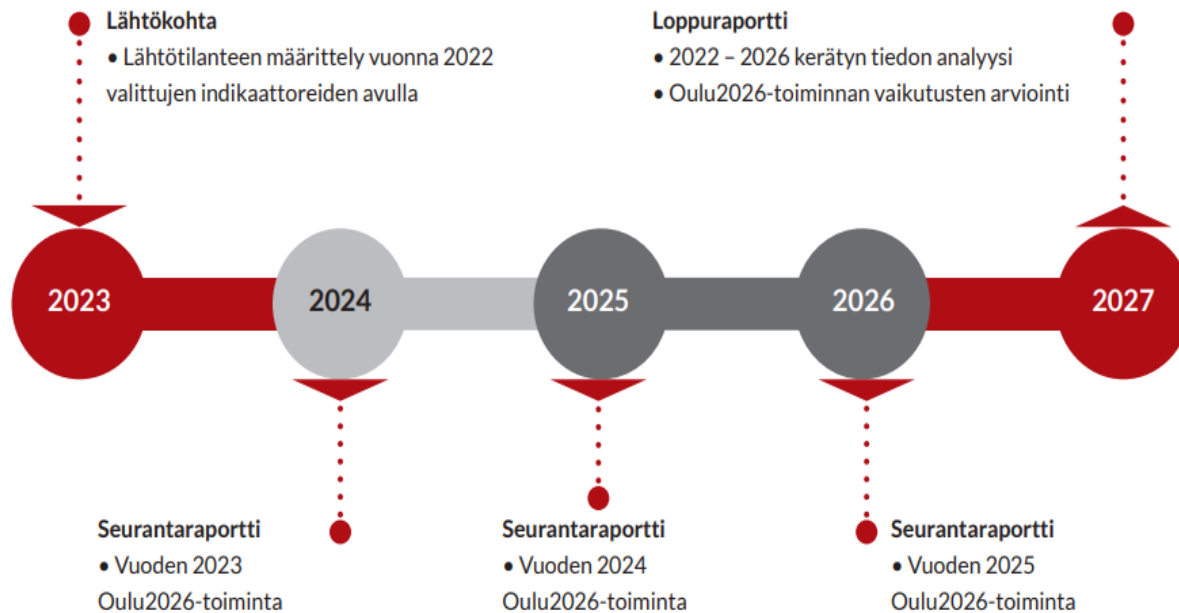 Lähtökohta
• Lähtötilanteen määrittely vuonna 2022
valittujen indikaattoreiden avulla
Loppuraportti
• 2022 – 2026 kerätyn tiedon analyysi
• Oulu2026-toiminnan vaikutusten arviointi
2023
2024
2025
2026
2027
Seurantaraportti
• Vuoden 2023
Oulu2026-toiminta
Seurantaraportti
• Vuoden 2024
Oulu2026-toiminta
Seurantaraportti
• Vuoden 2025
Oulu2026-toiminta